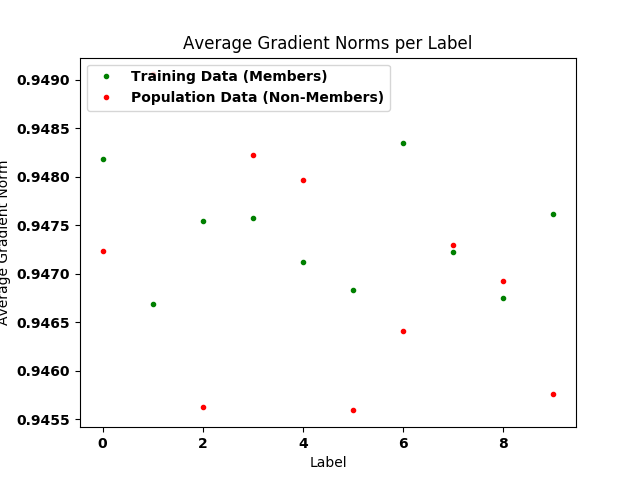 Average Gradient Norms per Label
Training Data (Members)
Population Data (Non-Members)
0.9490
0.9485
0.9480
0.9475
0.9470
0.9465
0.9460
0.9455
Average Gradient Norm
0 2 4 6 8
Label